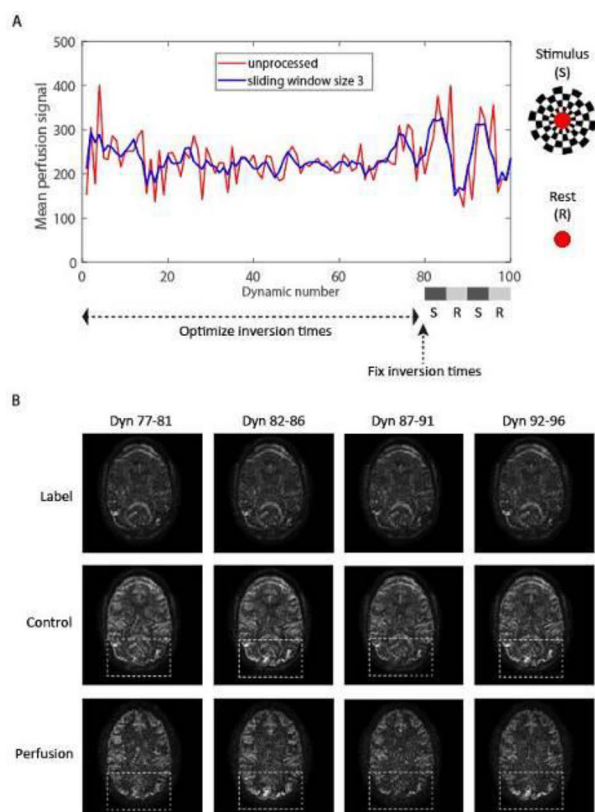 A
500
400
300
200
100
0
Mean perfusion signal
unprocessed
sliding window size 3
0
20
40
60
80
100
Dynamic number
S R S R
Optimize inversion times
Fix inversion times
Stimulus
(S)
Rest
(R)
B
Dyn 77-81 Dyn 82-86 Dyn 87-91 Dyn 92-96
Label
Control
Perfusion